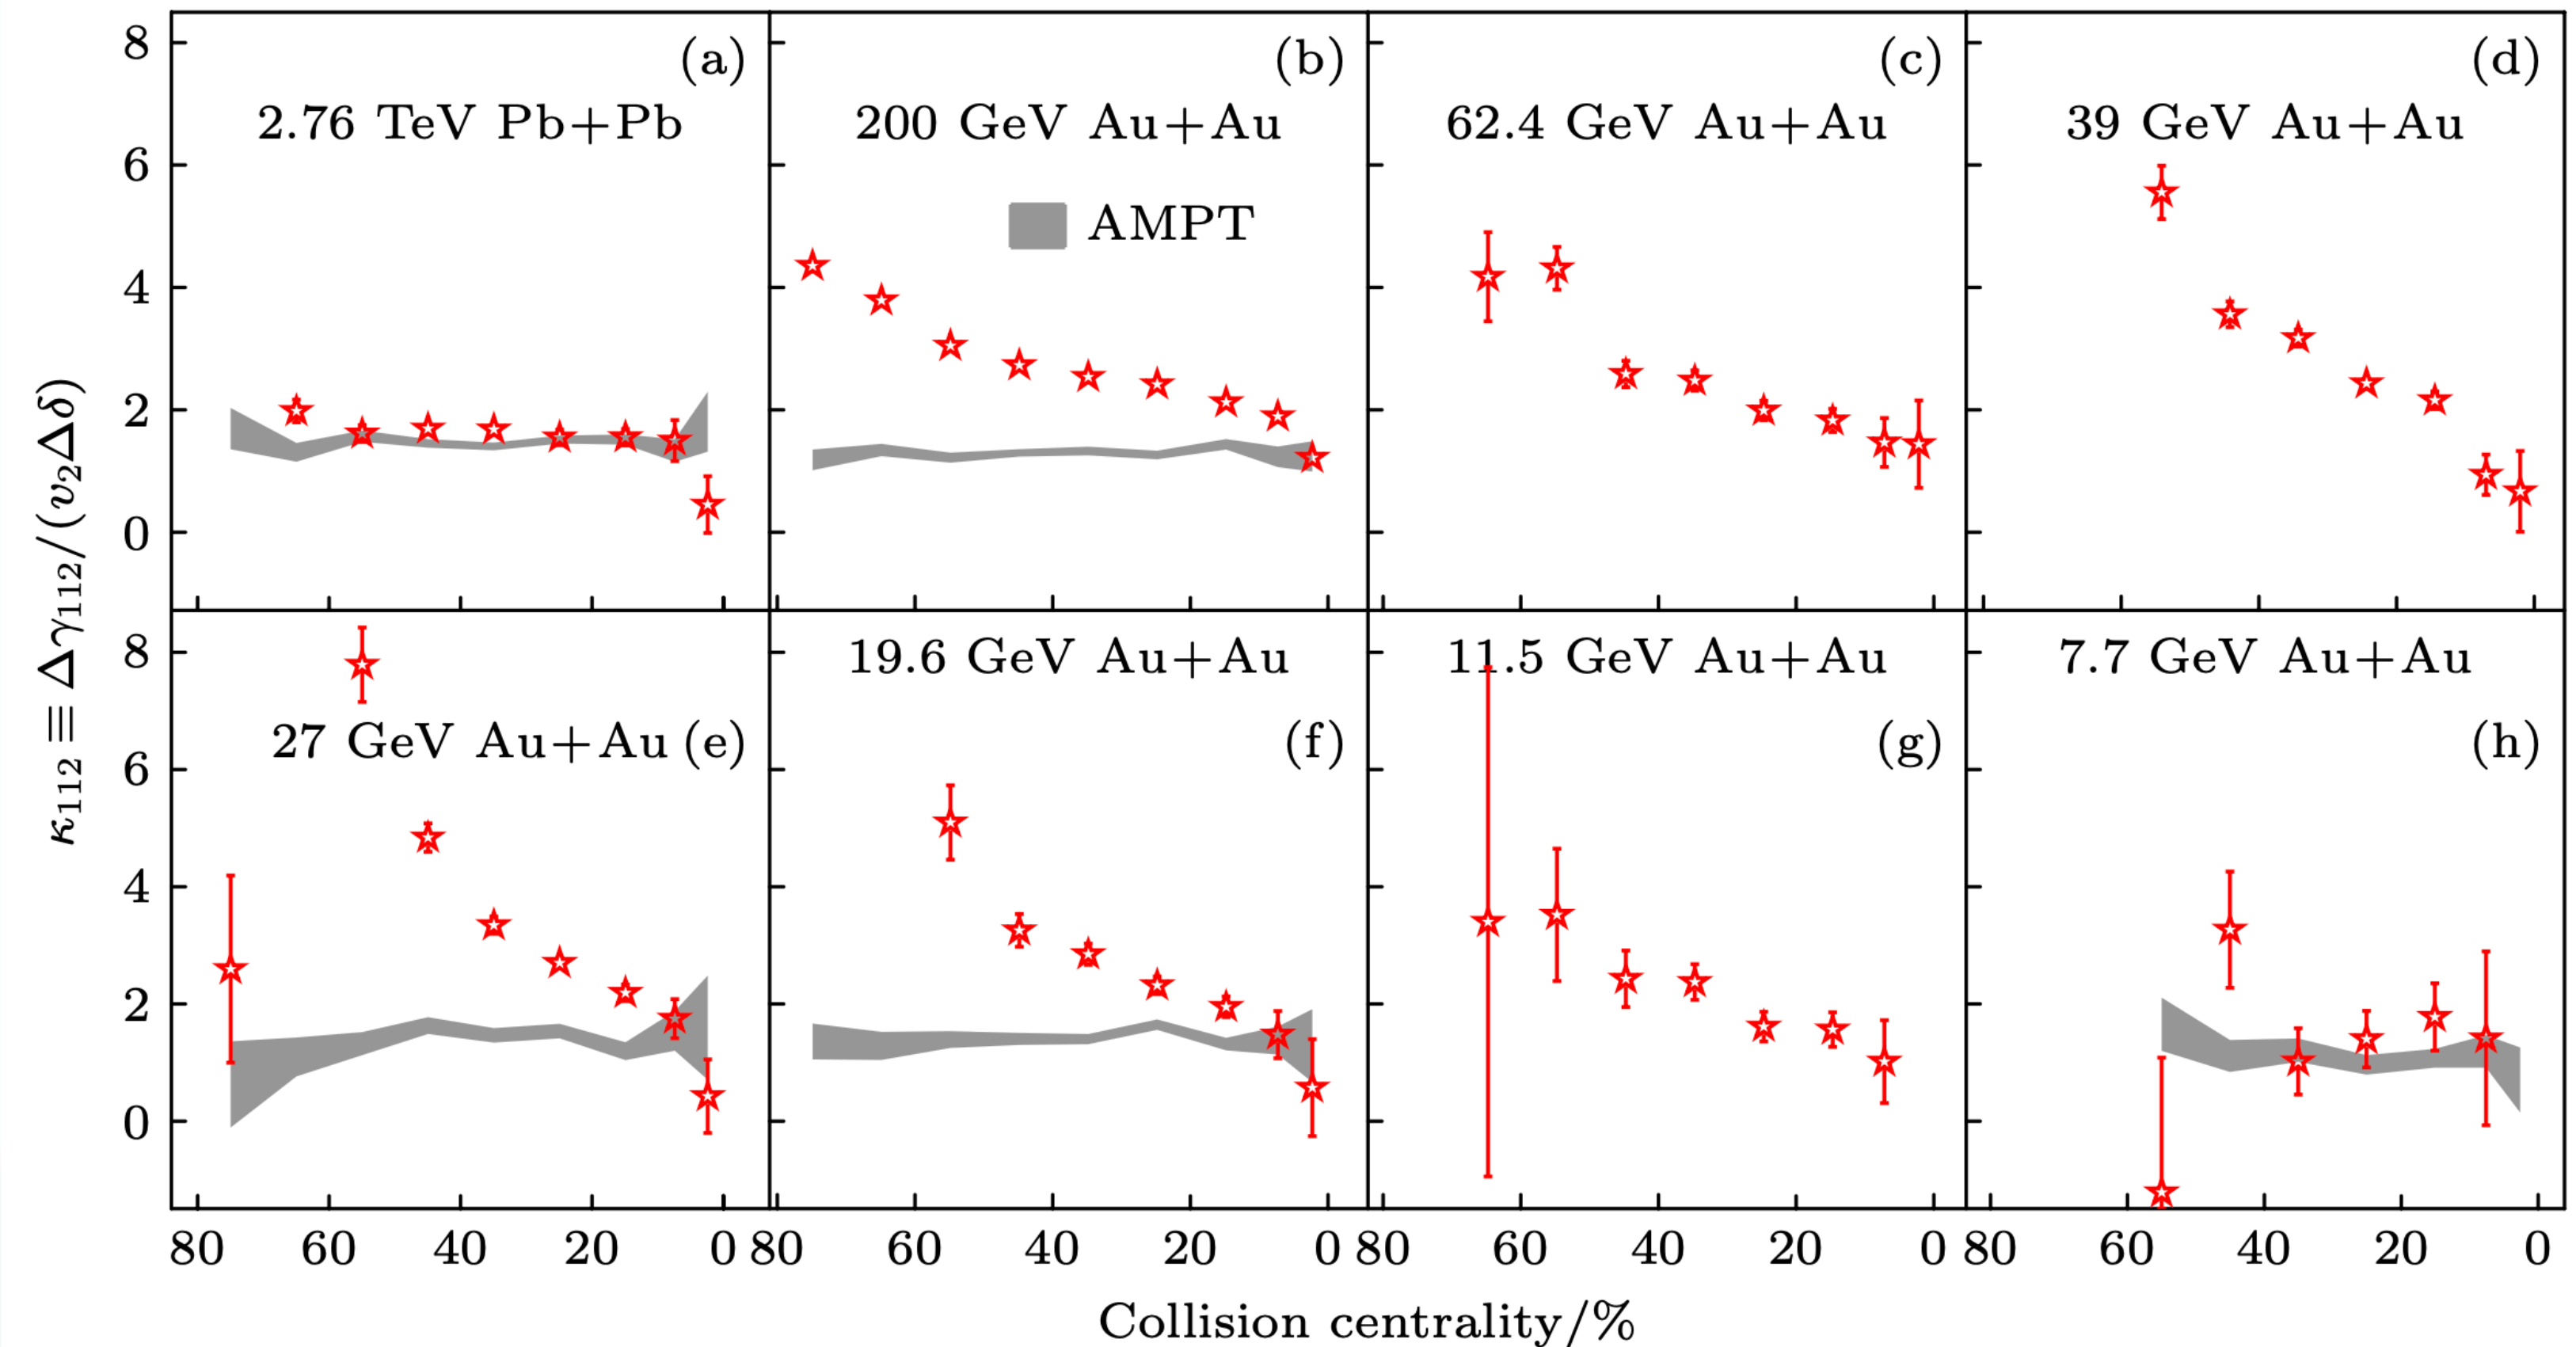 8
6
4
2
0
(a)
2.76 TeV Pb+Pb
(b)
200 GeV Au+Au
AMPT
(c)
62.4 GeV Au+Au
(d)
39 GeV Au+Au
κ112 ≡ Δγ112/(v2Δδ)
8
6
4
2
0
27 GeV Au+Au (e)
19.6 GeV Au+Au
(f)
11.5 GeV Au+Au
(g)
7.7 GeV Au+Au
(h)
80 60 40 20 0 80 60 40 20 0 80 60 40 20 0 80 60 40 20 0
Collision centrality/%